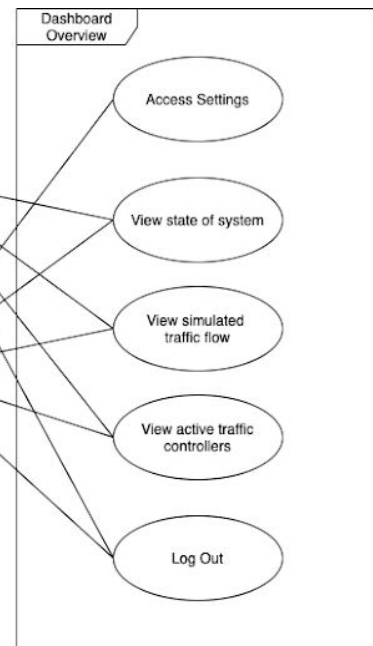 Dashboard
Overview
Access Settings
View state of system
View simulated
traffic flow
View active traffic
controllers
Log Out